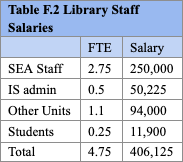 Table F.2 Library Staff
Salaries
FTE Salary
SEA Staff 2.75 250,000
IS admin 0.5 50,225
Other Units 1.1 94,000
Students 0.25 11,900
Total 4.75 406,125